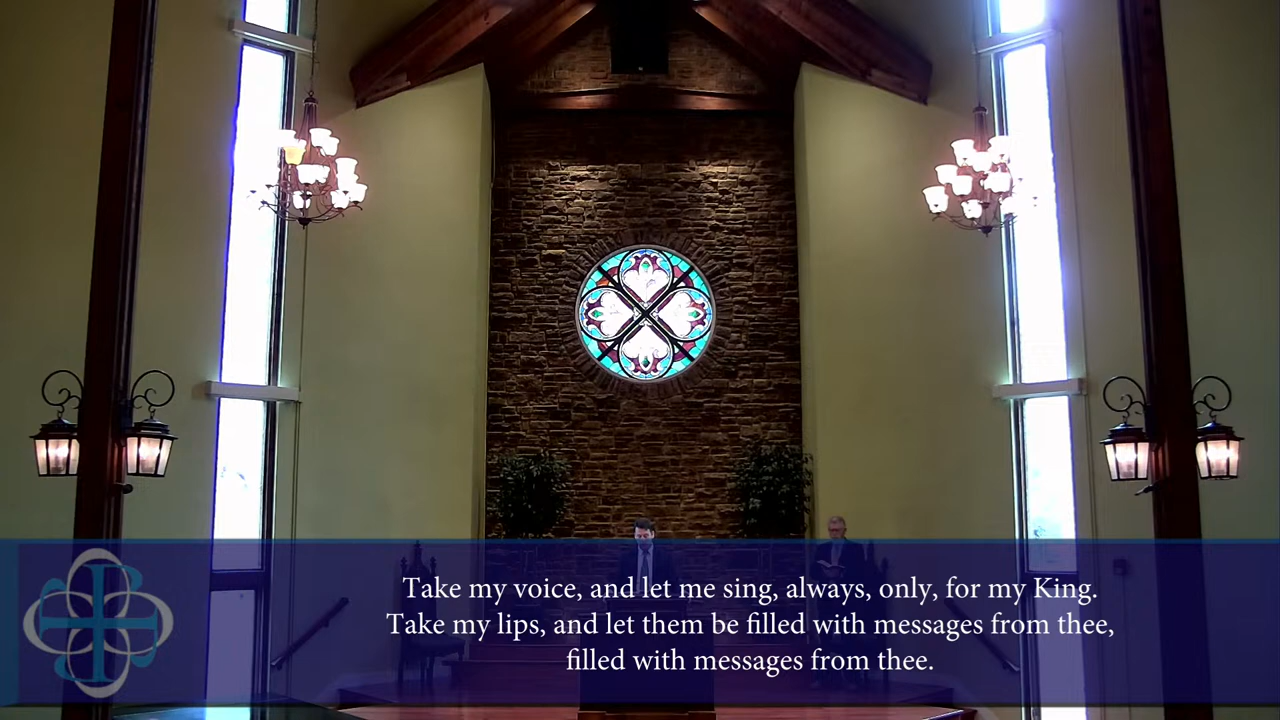 Take my voice, and let me sing, always, only, for my King.
Take my lips, and let them be filled with messages from thee,
filled with messages from thee.